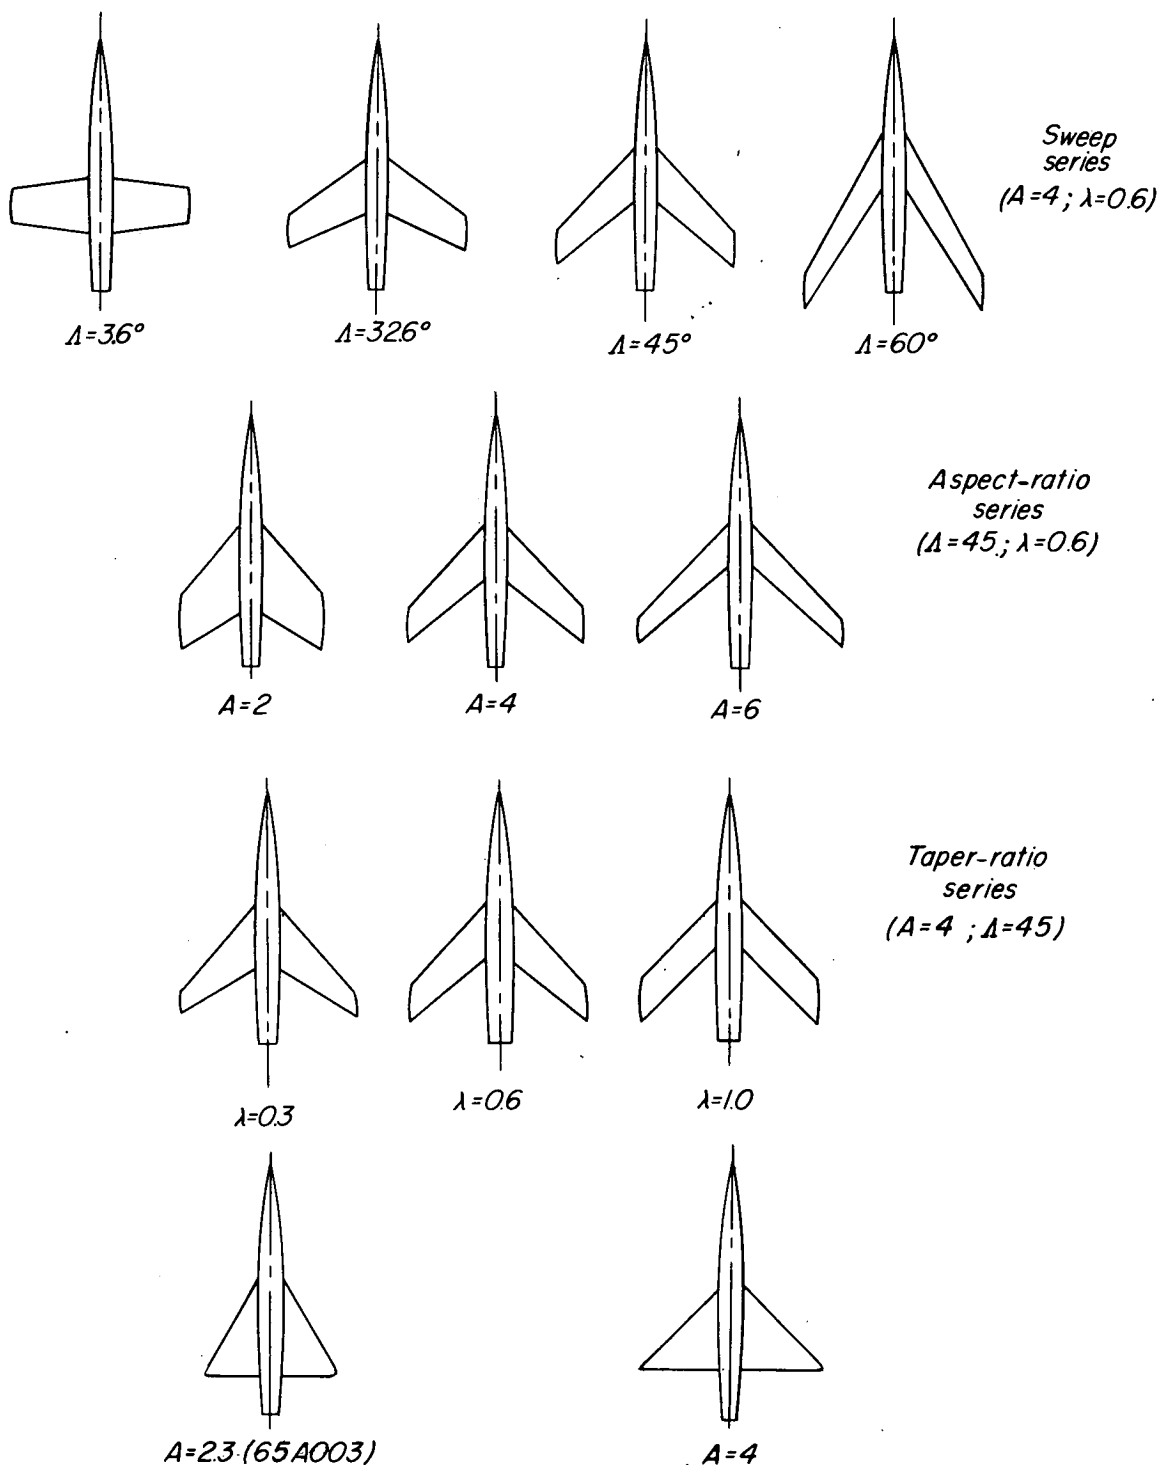 Sweep
series
(A=4; λ=0.6)
Λ=3.6°
Λ=32.6°
Λ=45°
Λ=60°
Aspect-ratio
series
(Λ=45; λ=0.6)
A=2
A=4
A=6
Taper-ratio
series
(A=4 ; Λ=45)
λ=0.3
λ=0.6
λ=1.0
A=2.3 (65A003)
A=4